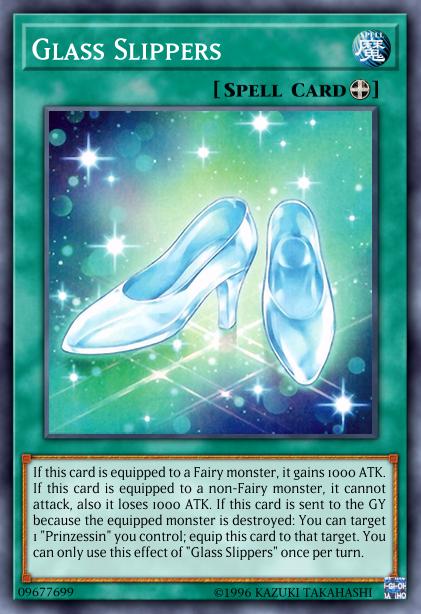 Glass Slippers
SPELL
魔
[Spell Card]
If this card is equipped to a Fairy monster, it gains 1000 ATK.
If this card is equipped to a non-Fairy monster, it cannot
attack, also it loses 1000 ATK. If this card is sent to the GY
because the equipped monster is destroyed: You can target
1 "Prinzessin" you control; equip this card to that target. You
can only use this effect of "Glass Slippers" once per turn.
09677699
©1996 KAZUKI TAKAHASHI